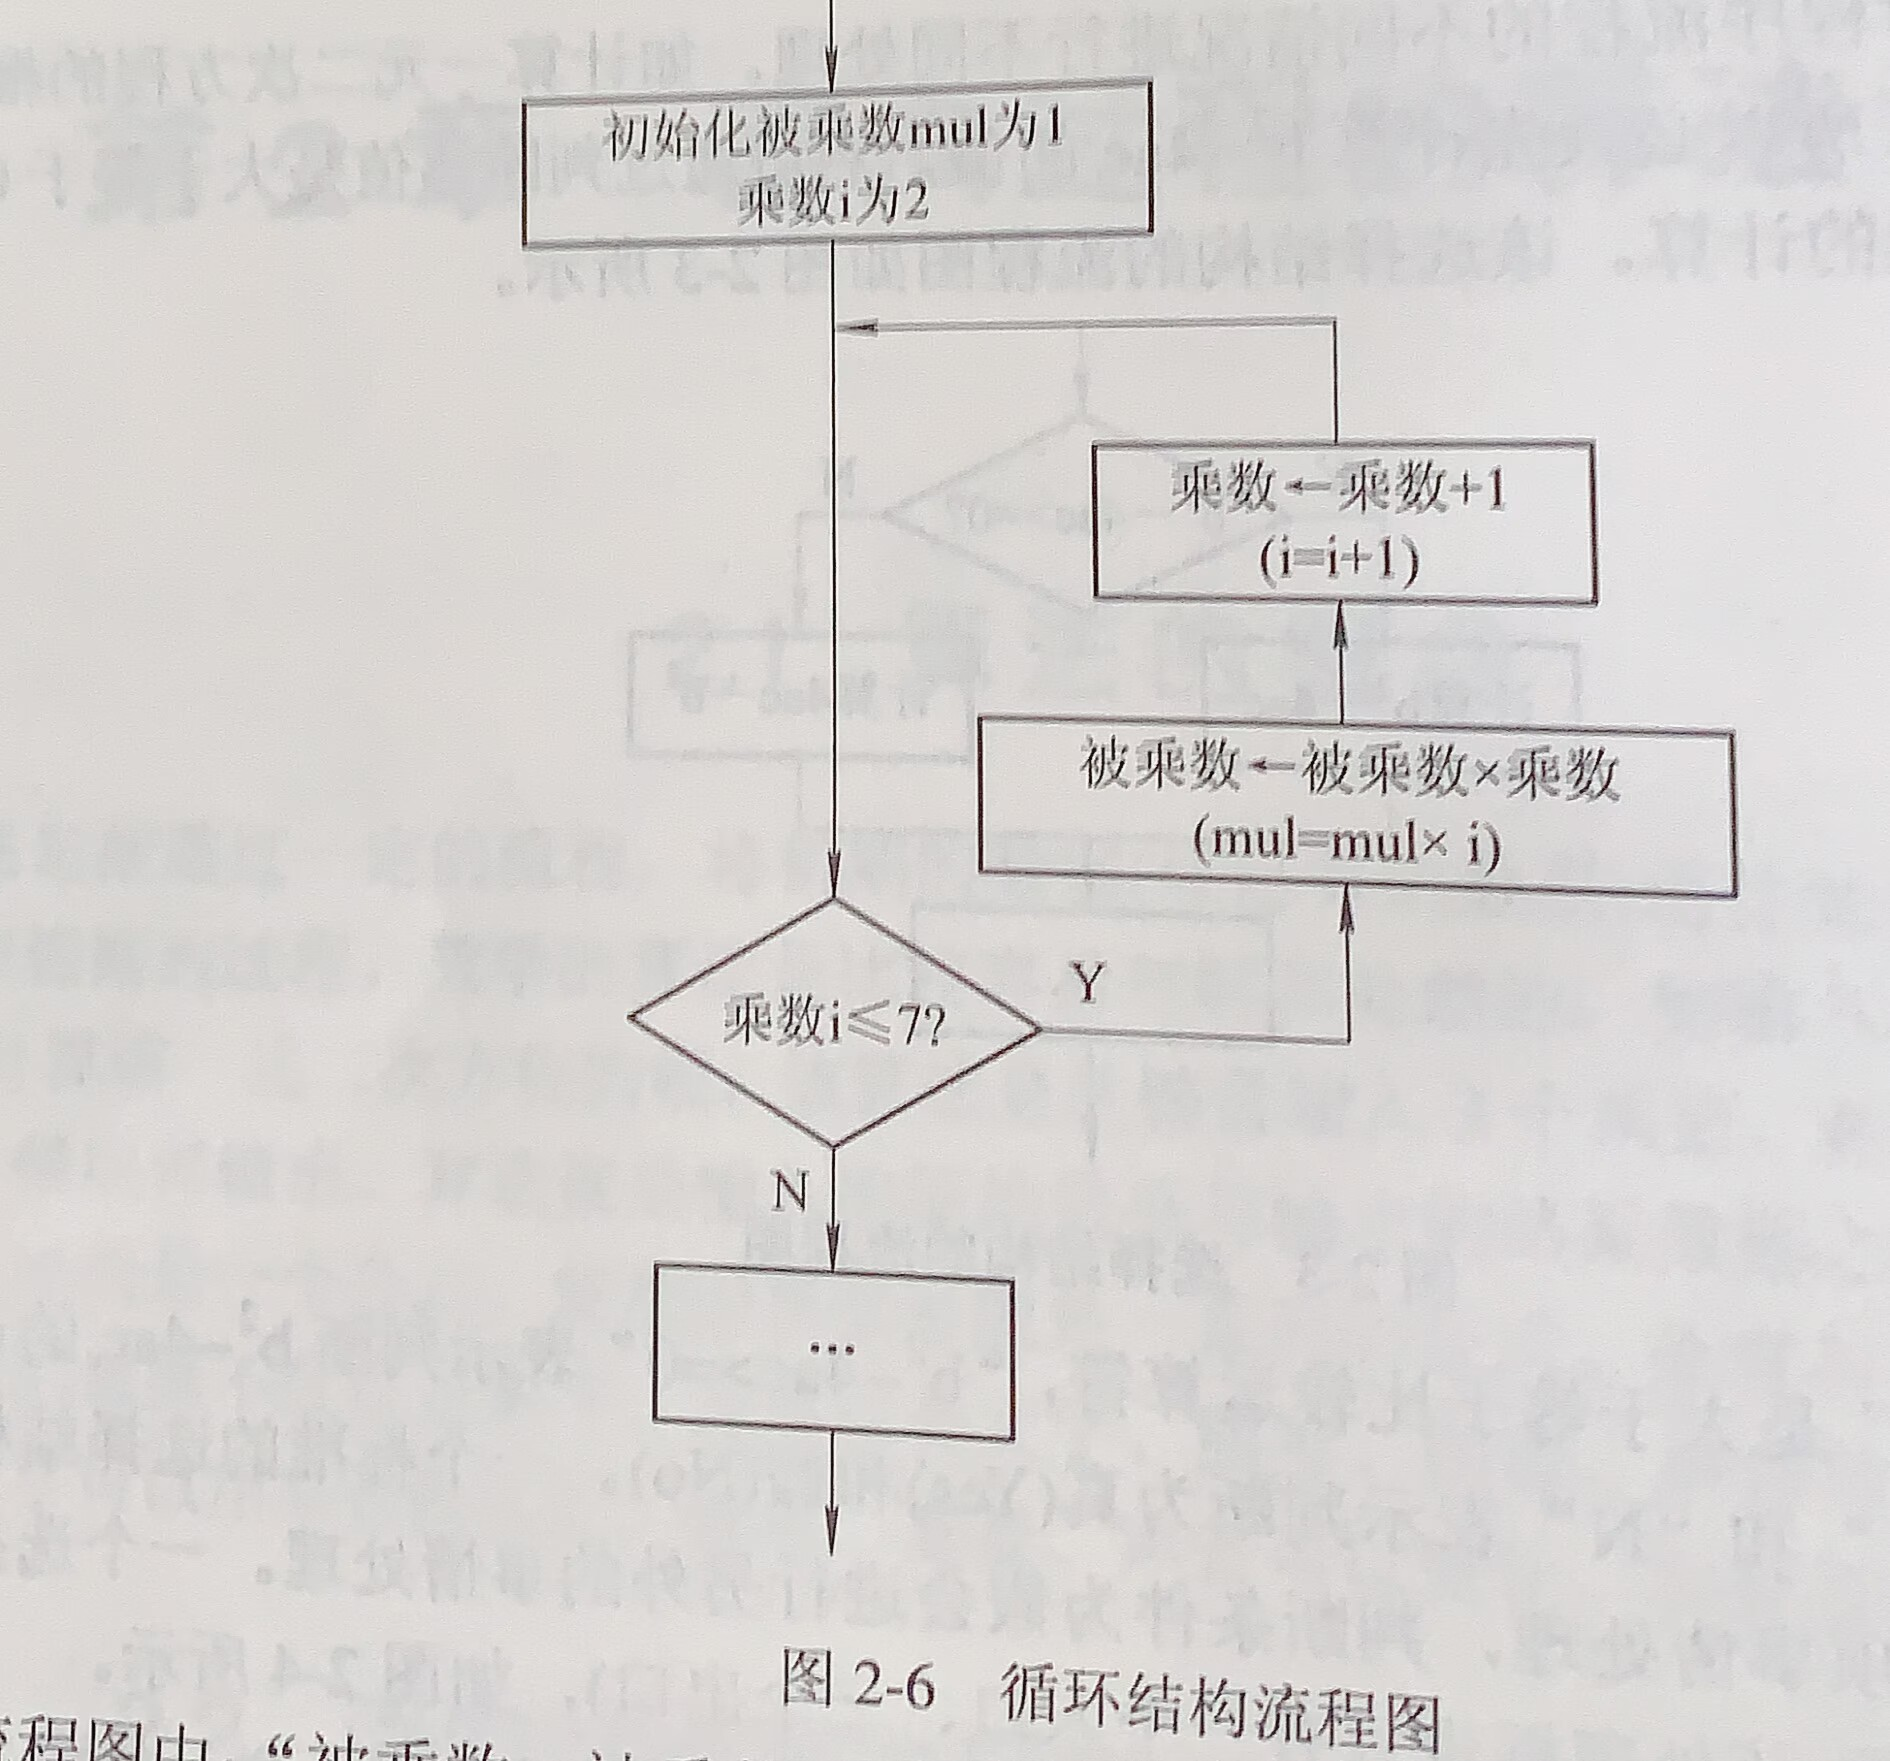 初始化被乘数mul为1
乘数i为2
乘数←乘数+1
(i=i+1)
被乘数←被乘数×乘数
(mul=mul× i)
乘数i≤7?
Y
N
...
图 2-6 循环结构流程图
程图中，“被乘数